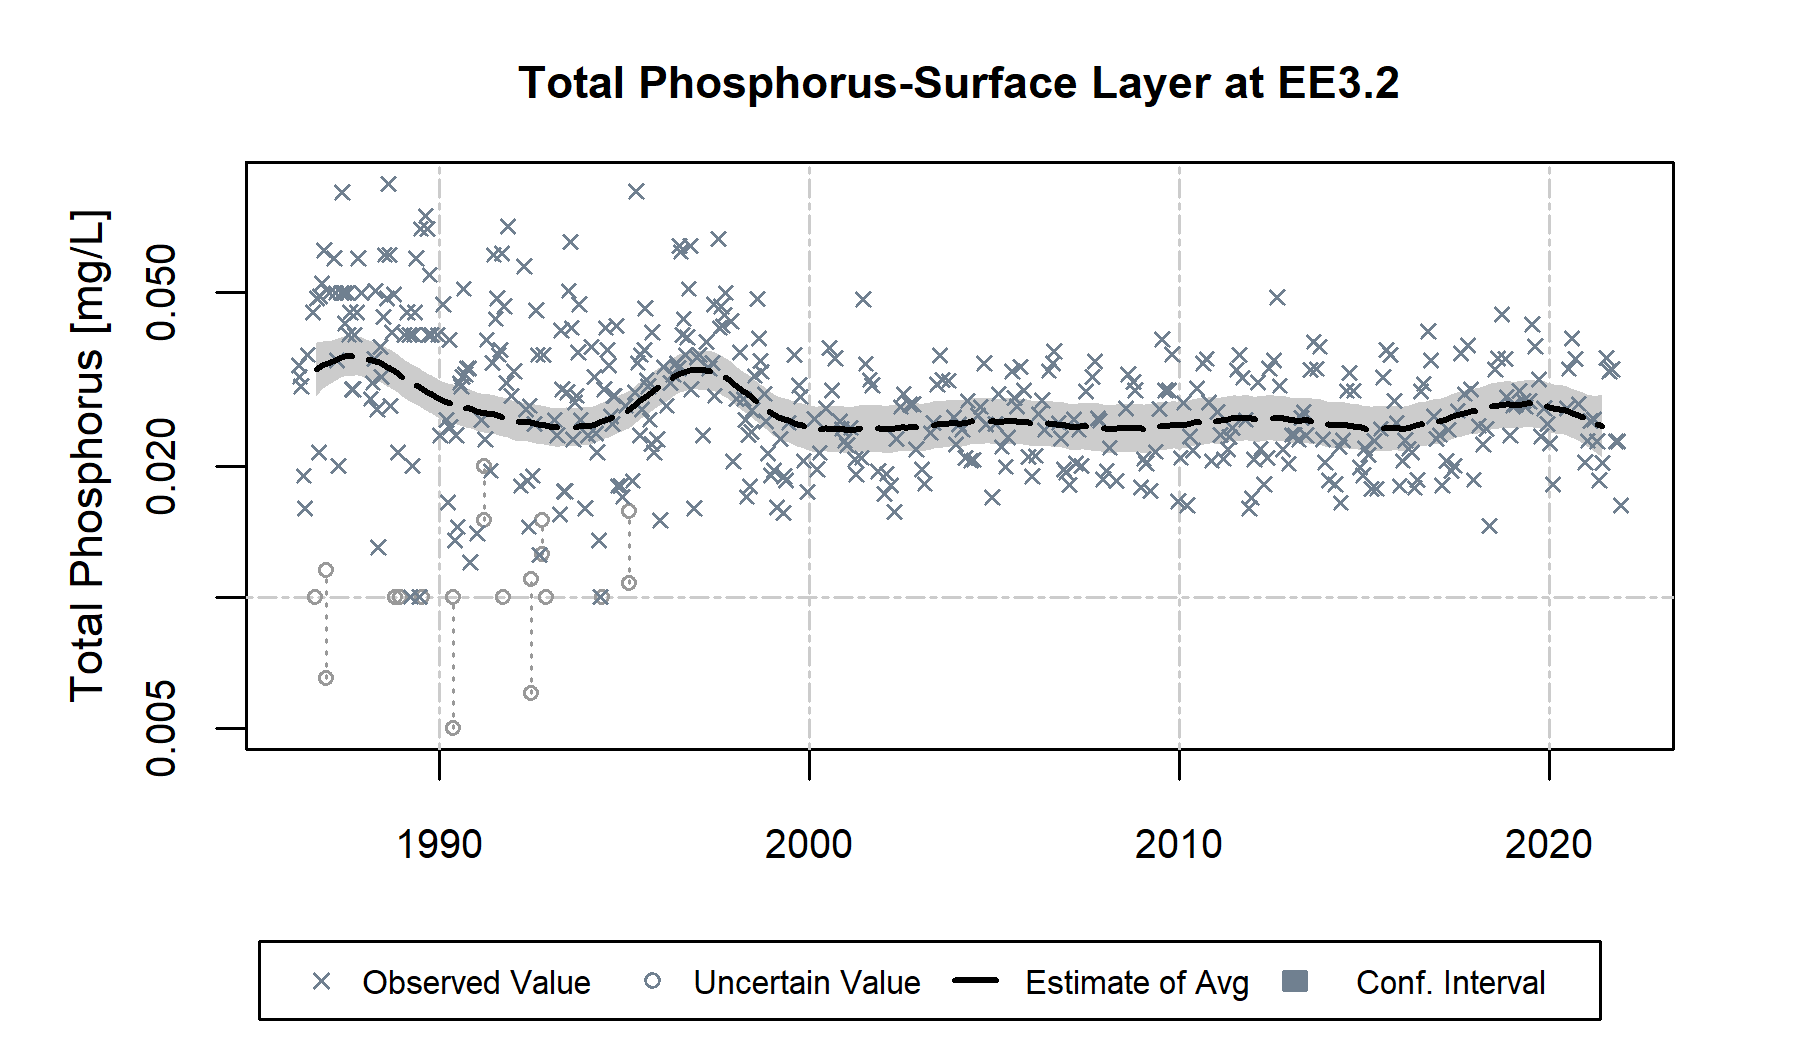 Total Phosphorus-Surface Layer at EE3.2
Total Phosphorus [mg/L]
0.050
0.020
0.005
1990 2000 2010 2020
Observed Value Uncertain Value Estimate of Avg Conf. Interval